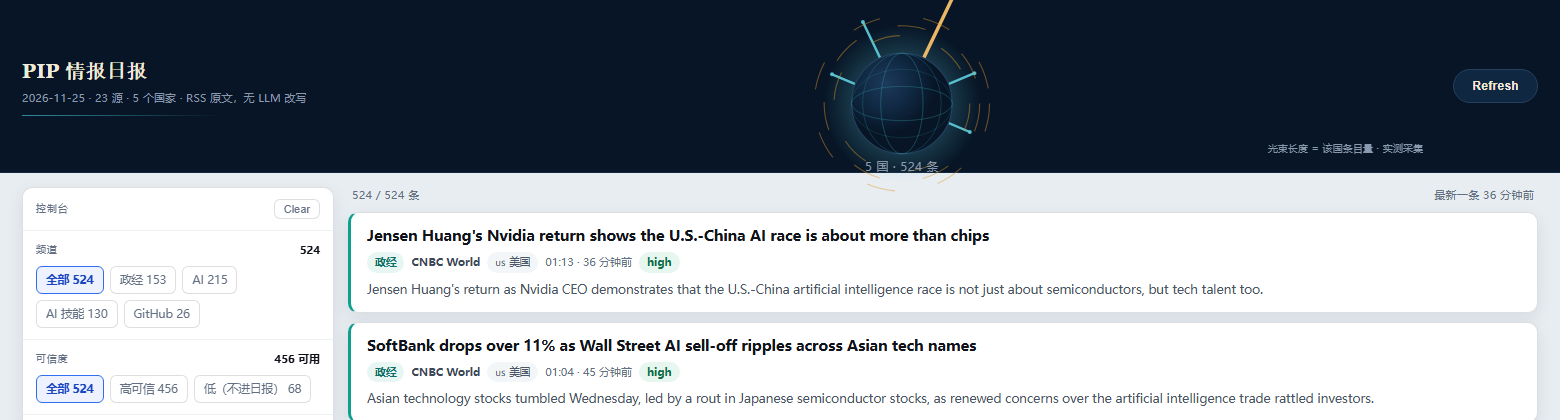 PIP 情报日报
2026-11-25 · 23 源 · 5 个国家 · RSS 原文，无 LLM 改写
Refresh
光束长度 = 该国条目量 · 实测采集
5 国 · 524 条
控制台
Clear
频道
524
全部 524
政经 153
AI 215
AI 技能 130
GitHub 26
可信度
456 可用
全部 524
高可信 456
低（不进日报） 68
524 / 524 条
最新一条 36 分钟前
Jensen Huang's Nvidia return shows the U.S.-China AI race is about more than chips
政经 CNBC World us 美国 01:13 · 36 分钟前 high
Jensen Huang's return as Nvidia CEO demonstrates that the U.S.-China artificial intelligence race is not just about semiconductors, but tech talent too.
SoftBank drops over 11% as Wall Street AI sell-off ripples across Asian tech names
政经 CNBC World us 美国 01:04 · 45 分钟前 high
Asian technology stocks tumbled Wednesday, led by a rout in Japanese semiconductor stocks, as renewed concerns over the artificial intelligence trade rattled investors.